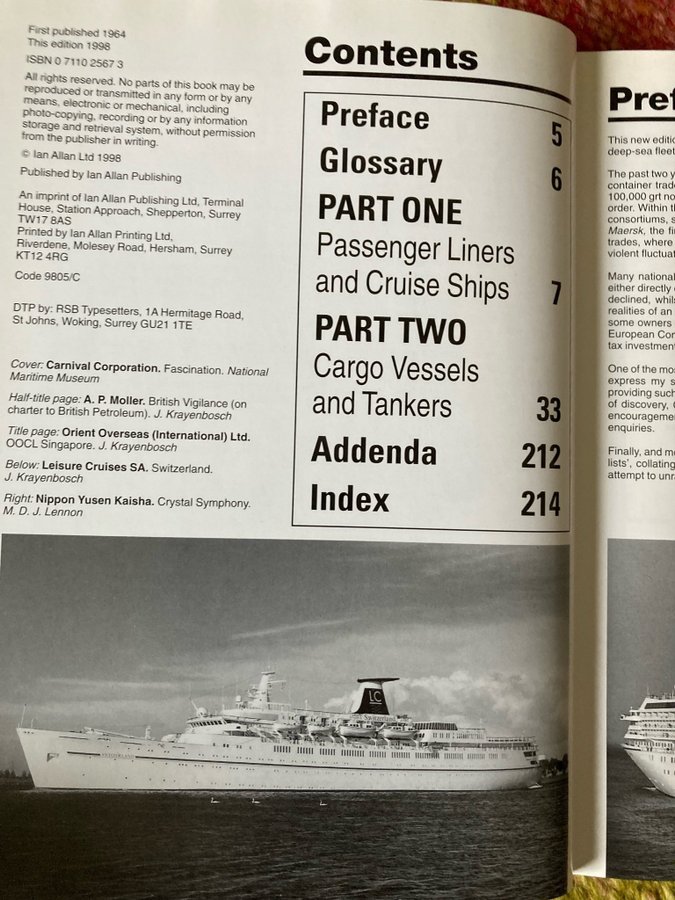 First published 1964
This edition 1998
ISBN 0 7110 2567 3
All rights reserved. No parts of this book may be
reproduced or transmitted in any form or by any
means, electronic or mechanical, including
photo-copying, recording or by any information
storage and retrieval system, without permission
from the publisher in writing.
© Ian Allan Ltd 1998
Published by Ian Allan Publishing
An imprint of Ian Allan Publishing Ltd, Terminal
House, Station Approach, Shepperton, Surrey
TW17 8AS
Printed by Ian Allan Printing Ltd,
Riverdene, Molesey Road, Hersham, Surrey
KT12 4RG
Code 9805/C
DTP by: RSB Typesetters, 1A Hermitage Road,
St Johns, Woking, Surrey GU21 1TE
Cover: Carnival Corporation. Fascination. National
Maritime Museum
Half-title page: A. P. Moller. British Vigilance (on
charter to British Petroleum). J. Krayenbosch
Title page: Orient Overseas (International) Ltd.
OOCL Singapore. J. Krayenbosch
Below: Leisure Cruises SA. Switzerland.
J. Krayenbosch
Right: Nippon Yusen Kaisha. Crystal Symphony.
M. D. J. Lennon
Contents
Preface 5
Glossary 6
PART ONE
Passenger Liners
and Cruise Ships 7
PART TWO
Cargo Vessels
and Tankers 33
Addenda 212
Index 214
LC
Switzerland
SWITZERLAND
Pref
This new editi
deep-sea fleet
The past two y
container trad
100,000 grt no
order. Within t
consortiums, s
Maersk, the fi
trades, where
violent fluctuat
Many national
either directly
declined, whils
realities of an
some owners
European Com
tax investment
One of the mo
express my s
providing such
of discovery,
encourageme
enquiries.
Finally, and m
lists', collating
attempt to unr